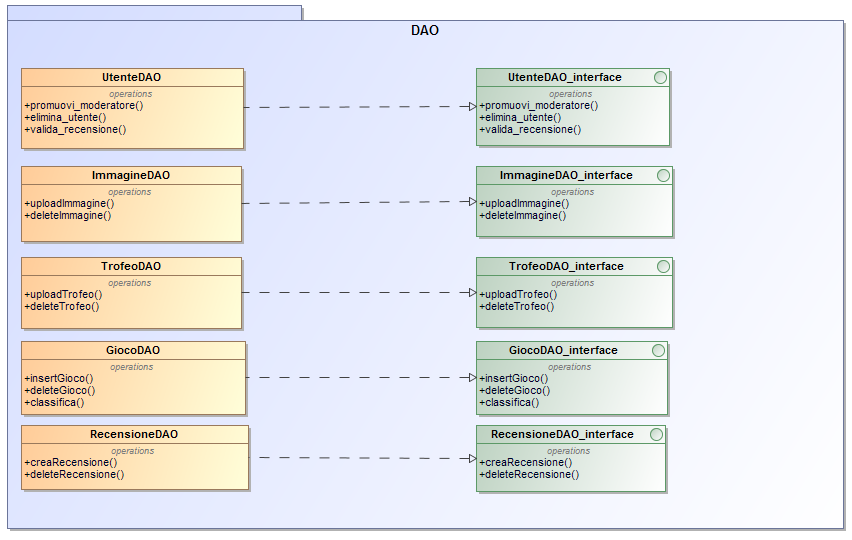 DAO
UtenteDAO
operations
+promuovi_moderatore()
+elimina_utente()
+valida_recensione()
UtenteDAO_interface
operations
+promuovi_moderatore()
+elimina_utente()
+valida_recensione()
ImmagineDAO
operations
+uploadImmagine()
+deleteImmagine()
ImmagineDAO_interface
operations
+uploadImmagine()
+deleteImmagine()
TrofeoDAO
operations
+uploadTrofeo()
+deleteTrofeo()
TrofeoDAO_interface
operations
+uploadTrofeo()
+deleteTrofeo()
GiocoDAO
operations
+insertGioco()
+deleteGioco()
+classifica()
GiocoDAO_interface
operations
+insertGioco()
+deleteGioco()
+classifica()
RecensioneDAO
operations
+creaRecensione()
+deleteRecensione()
RecensioneDAO_interface
operations
+creaRecensione()
+deleteRecensione()